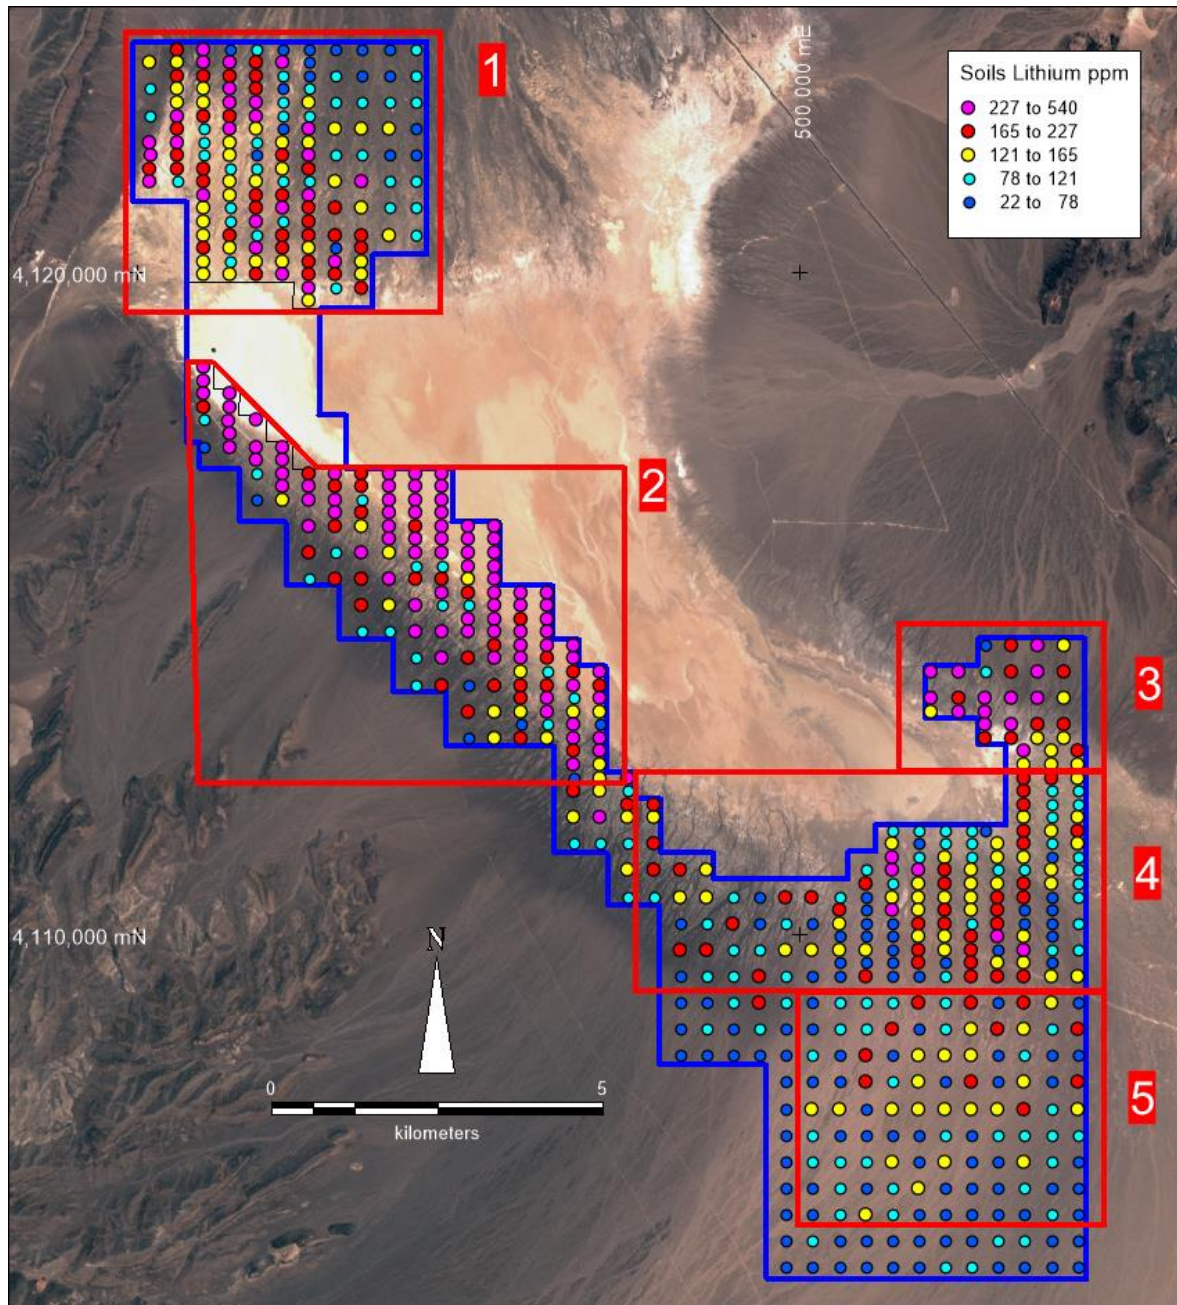 1
500,000 mE
Soils Lithium ppm
227 to 540
165 to 227
121 to 165
78 to 121
22 to 78
4,120,000 mN
2
3
4
4,110,000 mN
N
5
0 5
kilometers